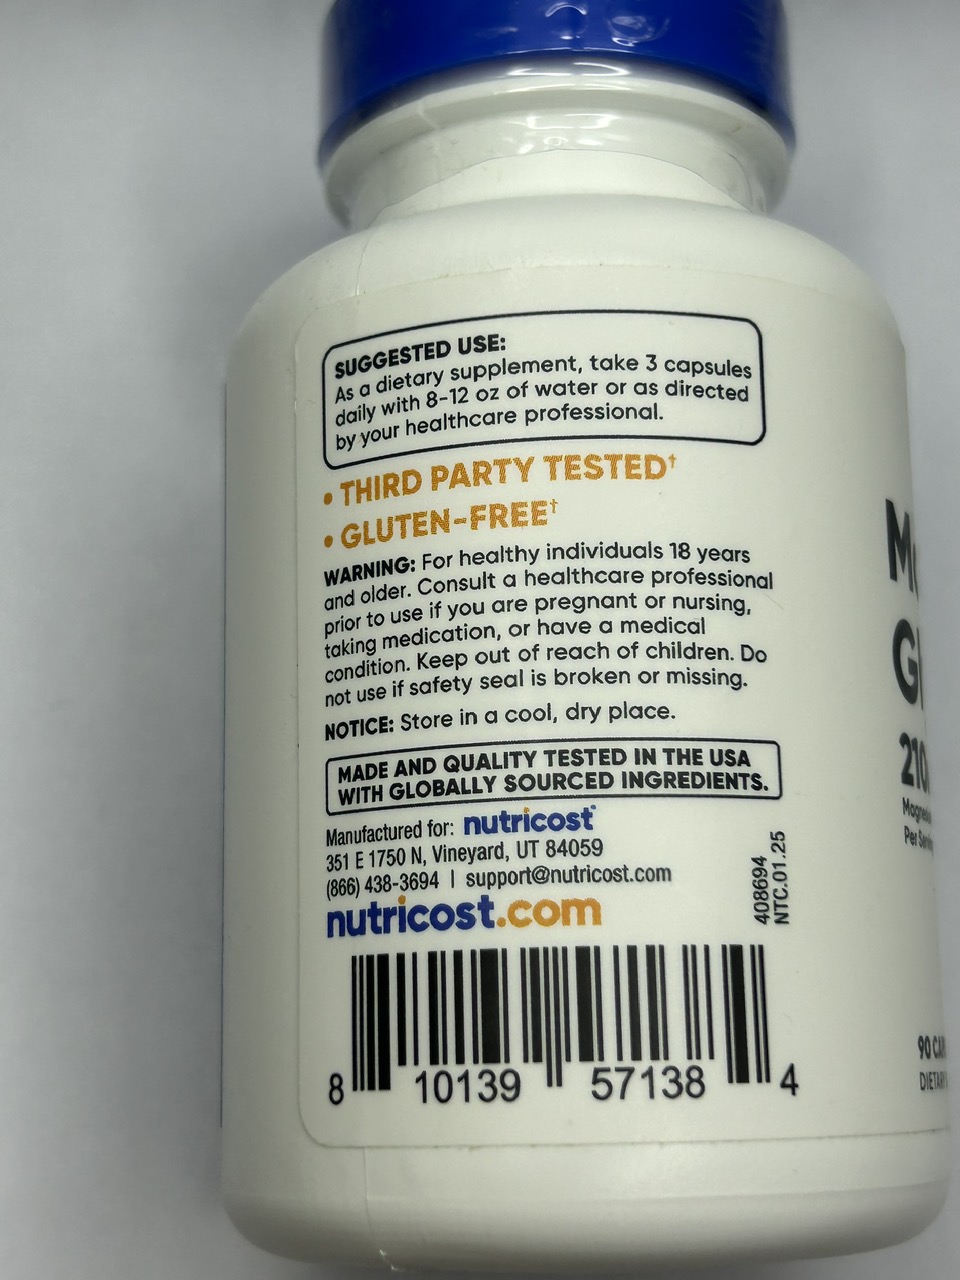 SUGGESTED USE:
As a dietary supplement, take 3 capsules
daily with 8-12 oz of water or as directed
by your healthcare professional.
• THIRD PARTY TESTED†
• GLUTEN-FREE†
WARNING: For healthy individuals 18 years
and older. Consult a healthcare professional
prior to use if you are pregnant or nursing,
taking medication, or have a medical
condition. Keep out of reach of children. Do
not use if safety seal is broken or missing.
NOTICE: Store in a cool, dry place.
MADE AND QUALITY TESTED IN THE USA
WITH GLOBALLY SOURCED INGREDIENTS.
Manufactured for: nutricost
351 E 1750 N, Vineyard, UT 84059
(866) 438-3694 | support@nutricost.com
nutricost.com
408694
NTC.01.25
8 10139 57138 4
210
Per
90